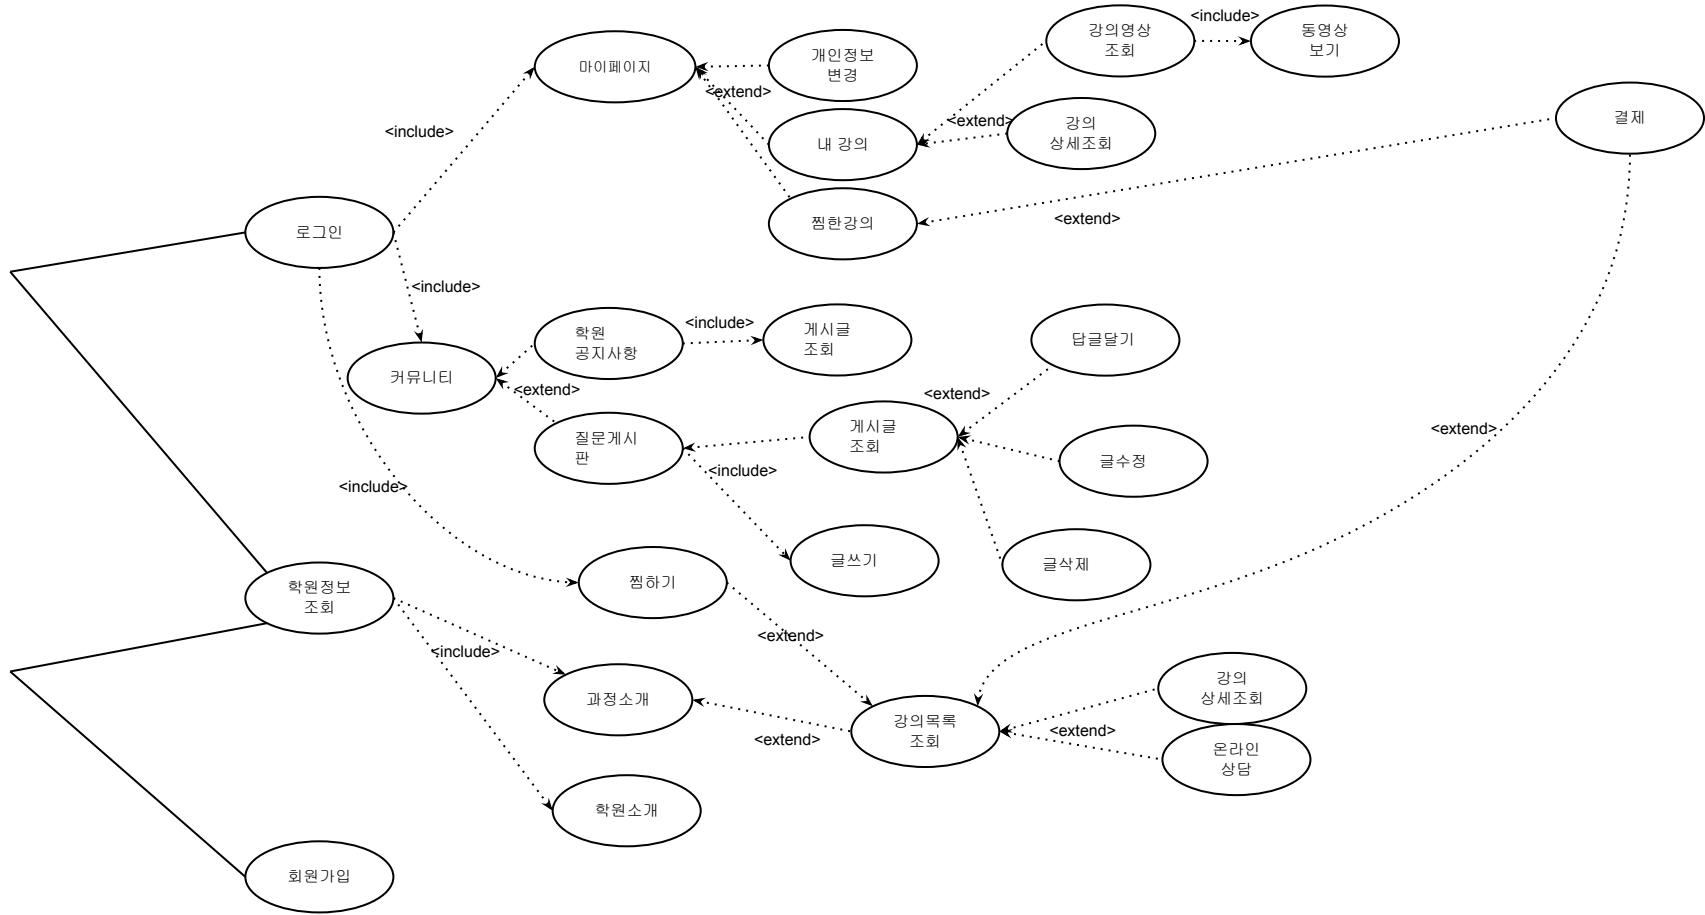 강의영상
조회
<include>
동영상
보기
마이페이지
개인정보
변경
<extend>
내 강의
<extend>
강의
상세조회
결제
<include>
찜한강의
<extend>
로그인
<include>
학원
공지사항
<include>
게시글
조회
답글달기
커뮤니티
<extend>
<extend>
질문게시
판
게시글
조회
<extend>
<include>
글수정
<include>
글쓰기
글삭제
학원정보
조회
찜하기
<extend>
<include>
과정소개
<extend>
강의목록
조회
강의
상세조회
<extend>
온라인
상담
학원소개
회원가입